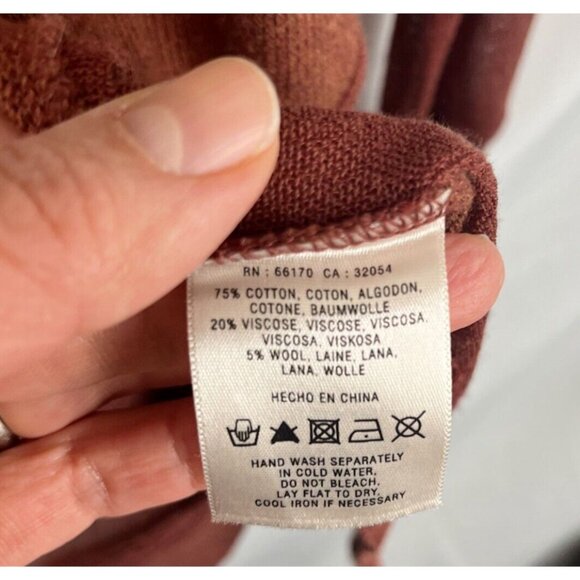 RN : 66170 CA : 32054
75% COTTON, COTON, ALGODON,
COTONE, BAUMWOLLE
20% VISCOSE, VISCOSE, VISCOSA,
VISCOSA, VISKOSA
5% WOOL, LAINE, LANA,
LANA, WOLLE
HECHO EN CHINA
HAND WASH SEPARATELY
IN COLD WATER,
DO NOT BLEACH.
LAY FLAT TO DRY.
COOL IRON IF NECESSARY